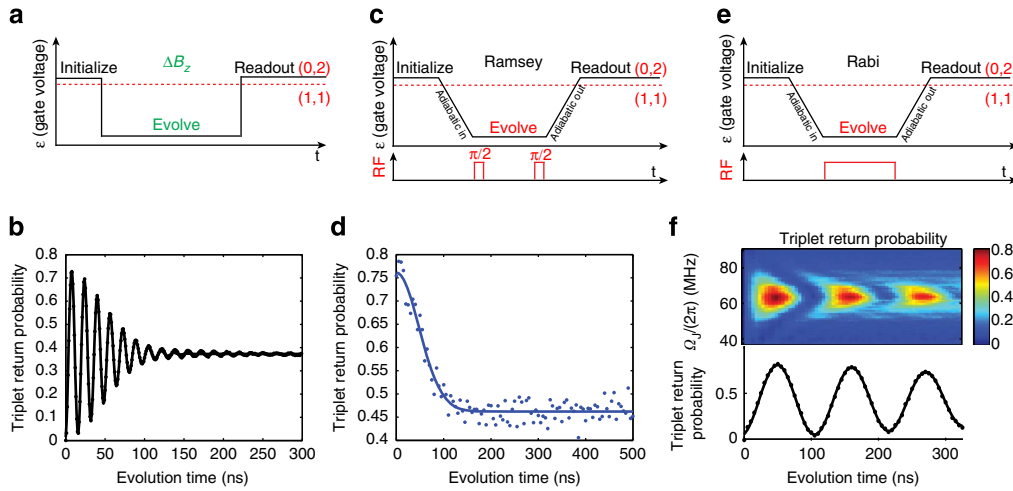 a
ε (gate voltage)
Initialize
ΔB_z
Readout (0,2)
(1,1)
Evolve
t
c
ε (gate voltage)
Initialize
Ramsey
Readout (0,2)
(1,1)
Adiabatic in
Evolve
Adiabatic out
π/2
π/2
RF
t
e
ε (gate voltage)
Initialize
Rabi
Readout (0,2
(1,1
Adiabatic in
Evolve
Adiabatic out
RF
t
b
Triplet return probability
0.8
0.7
0.6
0.5
0.4
0.3
0.2
0.1
0
0 50 100 150 200 250 300
Evolution time (ns)
d
Triplet return probability
0.8
0.75
0.7
0.65
0.6
0.55
0.5
0.45
0.4
0 100 200 300 400 500
Evolution time (ns)
f
Triplet return probability
Ω_J/(2π) (MHz)
80
60
40
0.8
0.6
0.4
0.2
0
Triplet return
probability
0.5
0
0 100 200 300
Evolution time (ns)